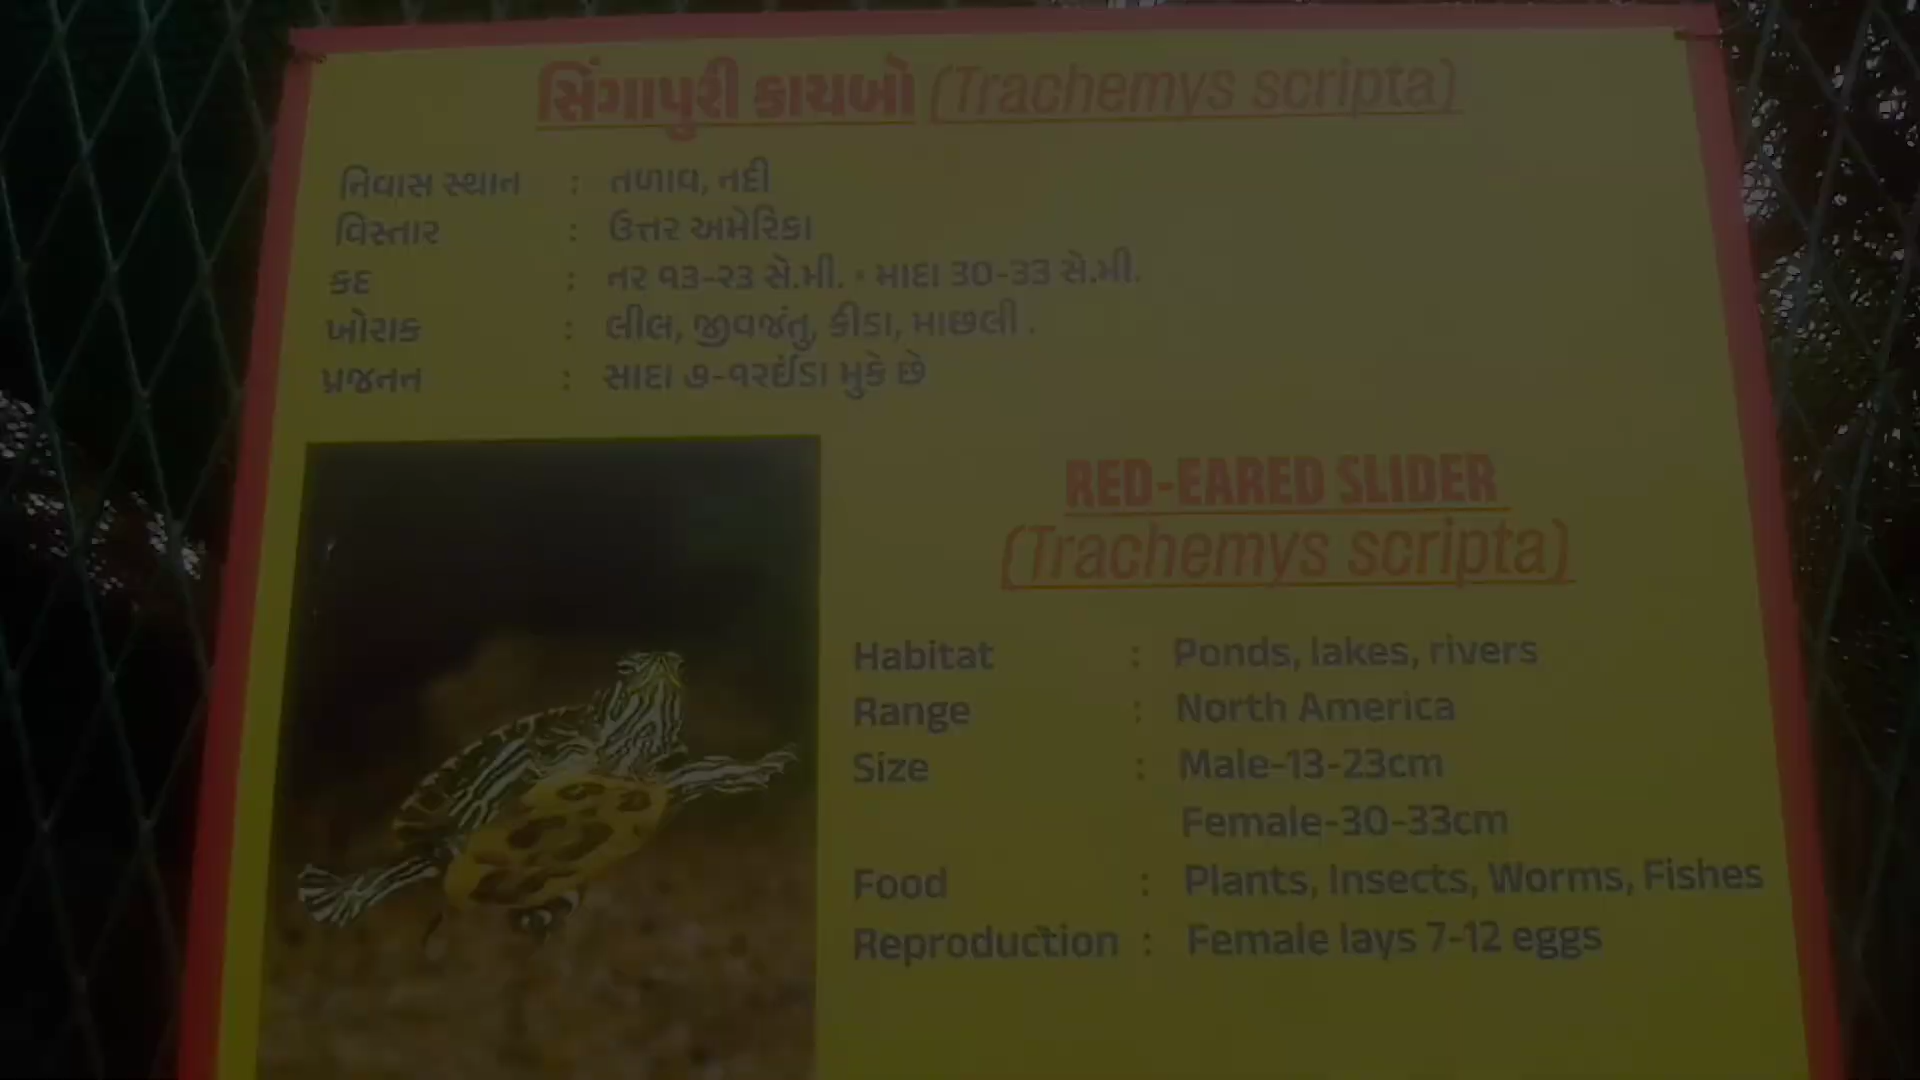 સિંગાપુરી કાચબો (Trachemys scripta)
નિવાસ સ્થાન : તળાવ, નદી
વિસ્તાર : ઉત્તર અમેરિકા
કદ : નર ૧૩-૨૩ સે.મી. · માદા 30-33 સે.મી.
ખોરાક : લીલ, જીવજંતુ, કીડા, માછલી .
પ્રજનન : સાદા ૭-૧૨ઈંડા મુકે છે
RED-EARED SLIDER
(Trachemys scripta)
Habitat : Ponds, lakes, rivers
Range : North America
Size : Male-13-23cm
Female-30-33cm
Food : Plants, Insects, Worms, Fishes
Reproduction : Female lays 7-12 eggs